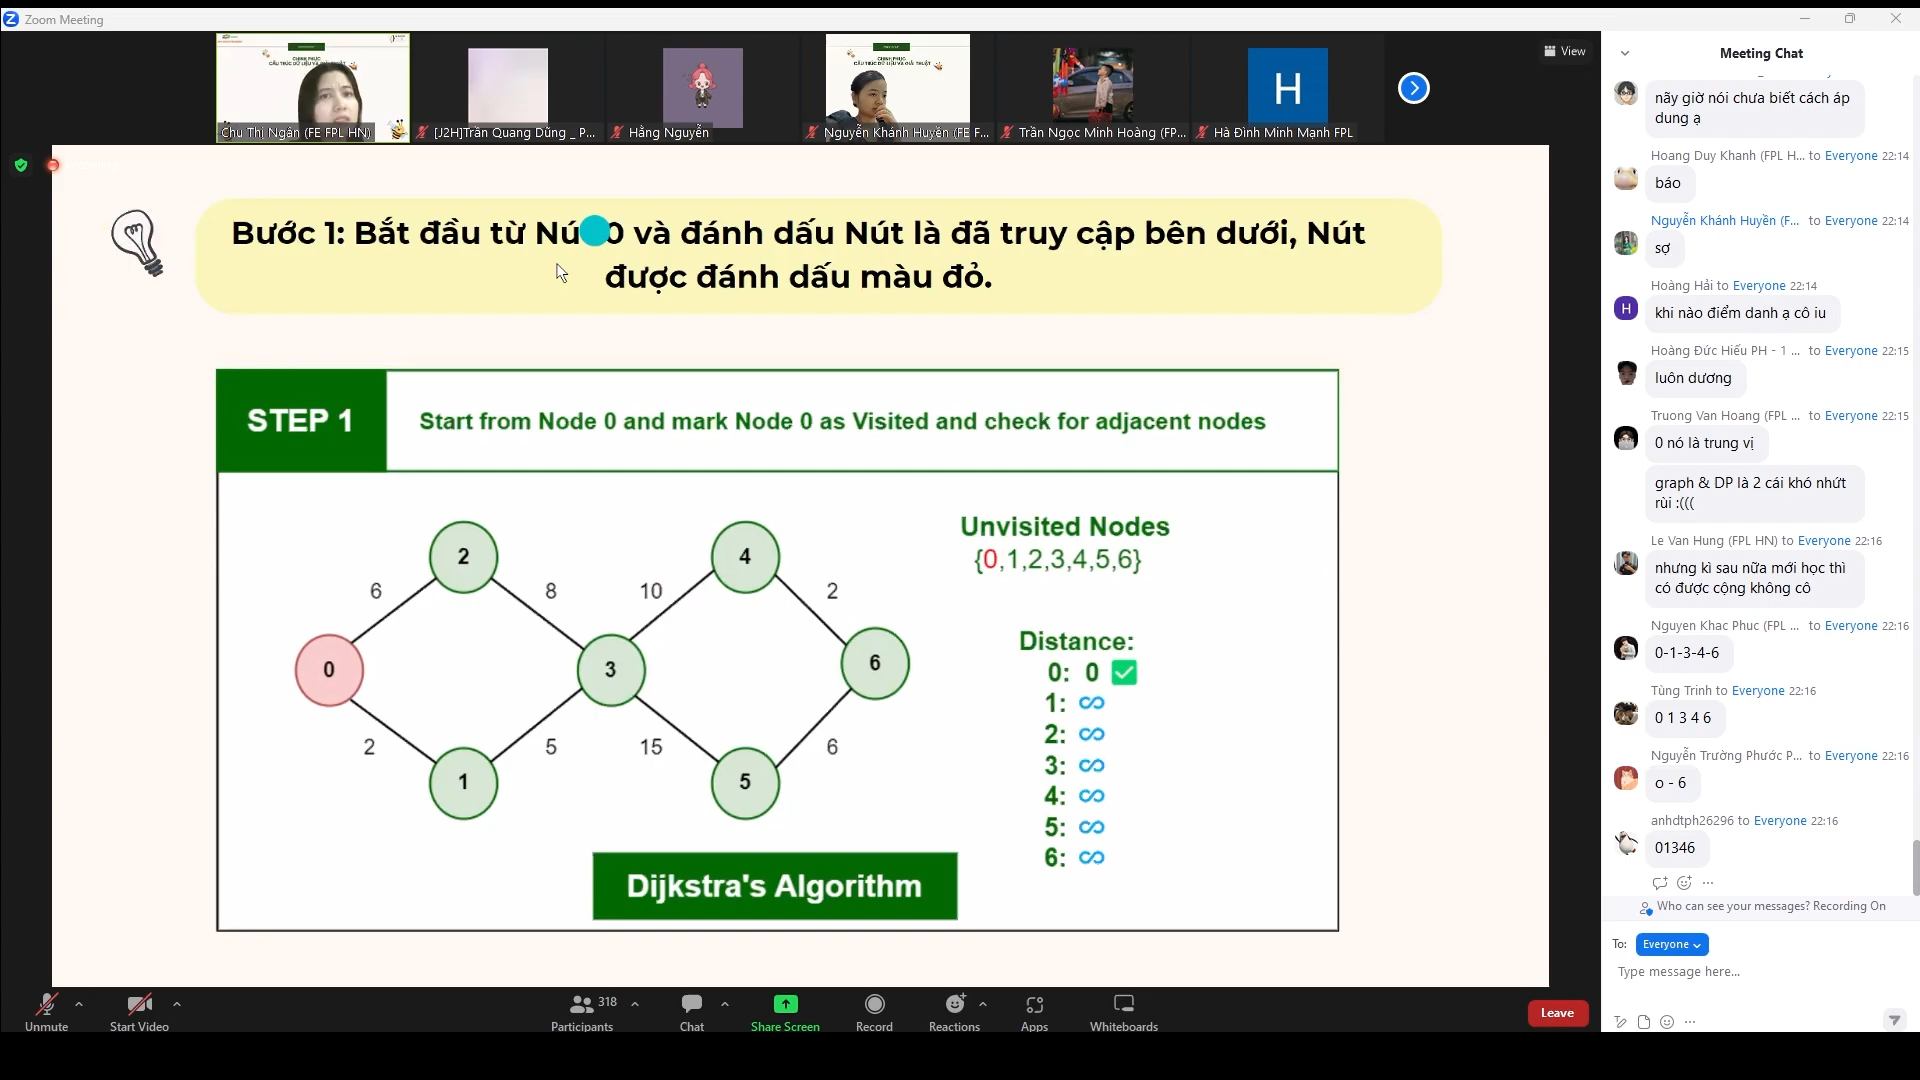 Zoom Meeting
View
Chu Thị Ngân (FE FPL HN)
[J2H]Trần Quang Dũng _ P...
Hằng Nguyễn
Nguyễn Khánh Huyền (FE F...
Trần Ngọc Minh Hoàng (FP...
H
Hà Đình Minh Mạnh FPL
Bước 1: Bắt đầu từ Nú 0 và đánh dấu Nút là đã truy cập bên dưới, Nút
được đánh dấu màu đỏ.
STEP 1
Start from Node 0 and mark Node 0 as Visited and check for adjacent nodes
Unvisited Nodes
{0,1,2,3,4,5,6}
2
4
6
8
10
2
0
3
6
2
5
15
6
1
5
Distance:
0: 0
1: ∞
2: ∞
3: ∞
4: ∞
5: ∞
6: ∞
Dijkstra's Algorithm
Unmute
Start Video
318
Participants
Chat
Share Screen
Record
Reactions
Apps
Whiteboards
Leave
Meeting Chat
nãy giờ nói chưa biết cách áp
dung ạ
Hoang Duy Khanh (FPL H... to Everyone 22:14
báo
Nguyễn Khánh Huyền (F... to Everyone 22:14
sợ
Hoàng Hải to Everyone 22:14
H
khi nào điểm danh ạ cô iu
Hoàng Đức Hiếu PH - 1 ... to Everyone 22:15
luôn dương
Truong Van Hoang (FPL ... to Everyone 22:15
0 nó là trung vị
graph & DP là 2 cái khó nhứt
rùi :(((
Le Van Hung (FPL HN) to Everyone 22:16
nhưng kì sau nữa mới học thì
có được cộng không cô
Nguyen Khac Phuc (FPL ... to Everyone 22:16
0-1-3-4-6
Tùng Trinh to Everyone 22:16
0 1 3 4 6
Nguyễn Trường Phước P... to Everyone 22:16
o - 6
anhdtph26296 to Everyone 22:16
01346
Who can see your messages? Recording On
To: Everyone
Type message here...